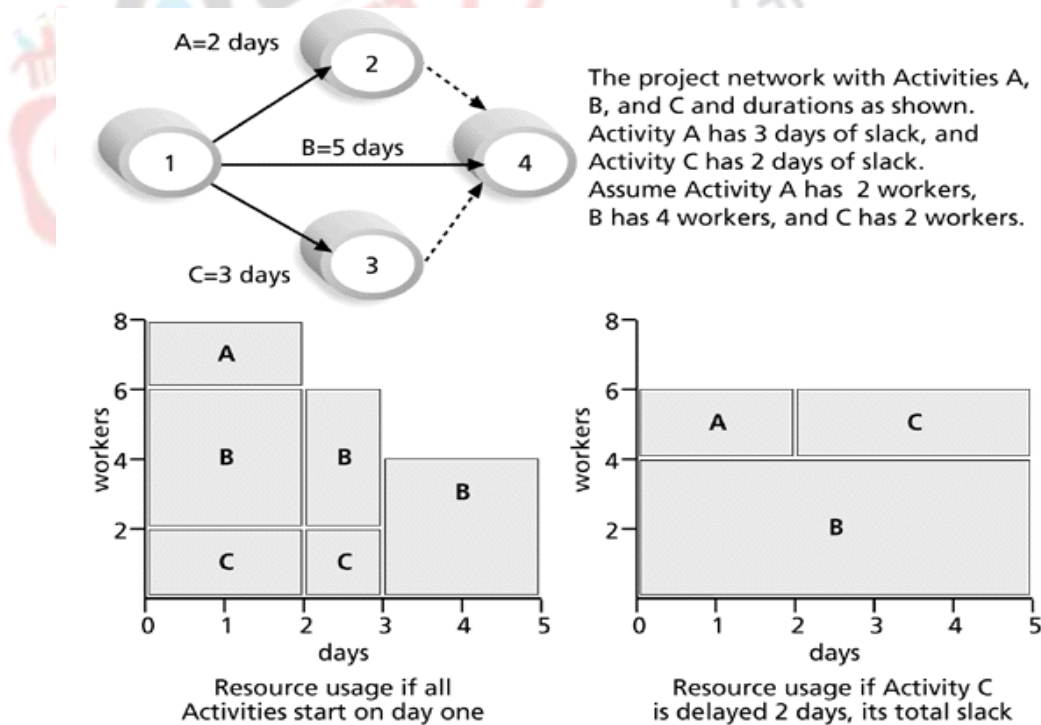 A=2 days
2
The project network with Activities A,
B, and C and durations as shown.
Activity A has 3 days of slack, and
Activity C has 2 days of slack.
Assume Activity A has 2 workers,
B has 4 workers, and C has 2 workers.
1
B=5 days
4
C=3 days
3
8
A
6
B
B
4
B
2
C
C
workers
0 1 2 3 4 5
days
Resource usage if all
Activities start on day one
8
6
A
C
4
B
2
workers
0 1 2 3 4 5
days
Resource usage if Activity C
is delayed 2 days, its total slack